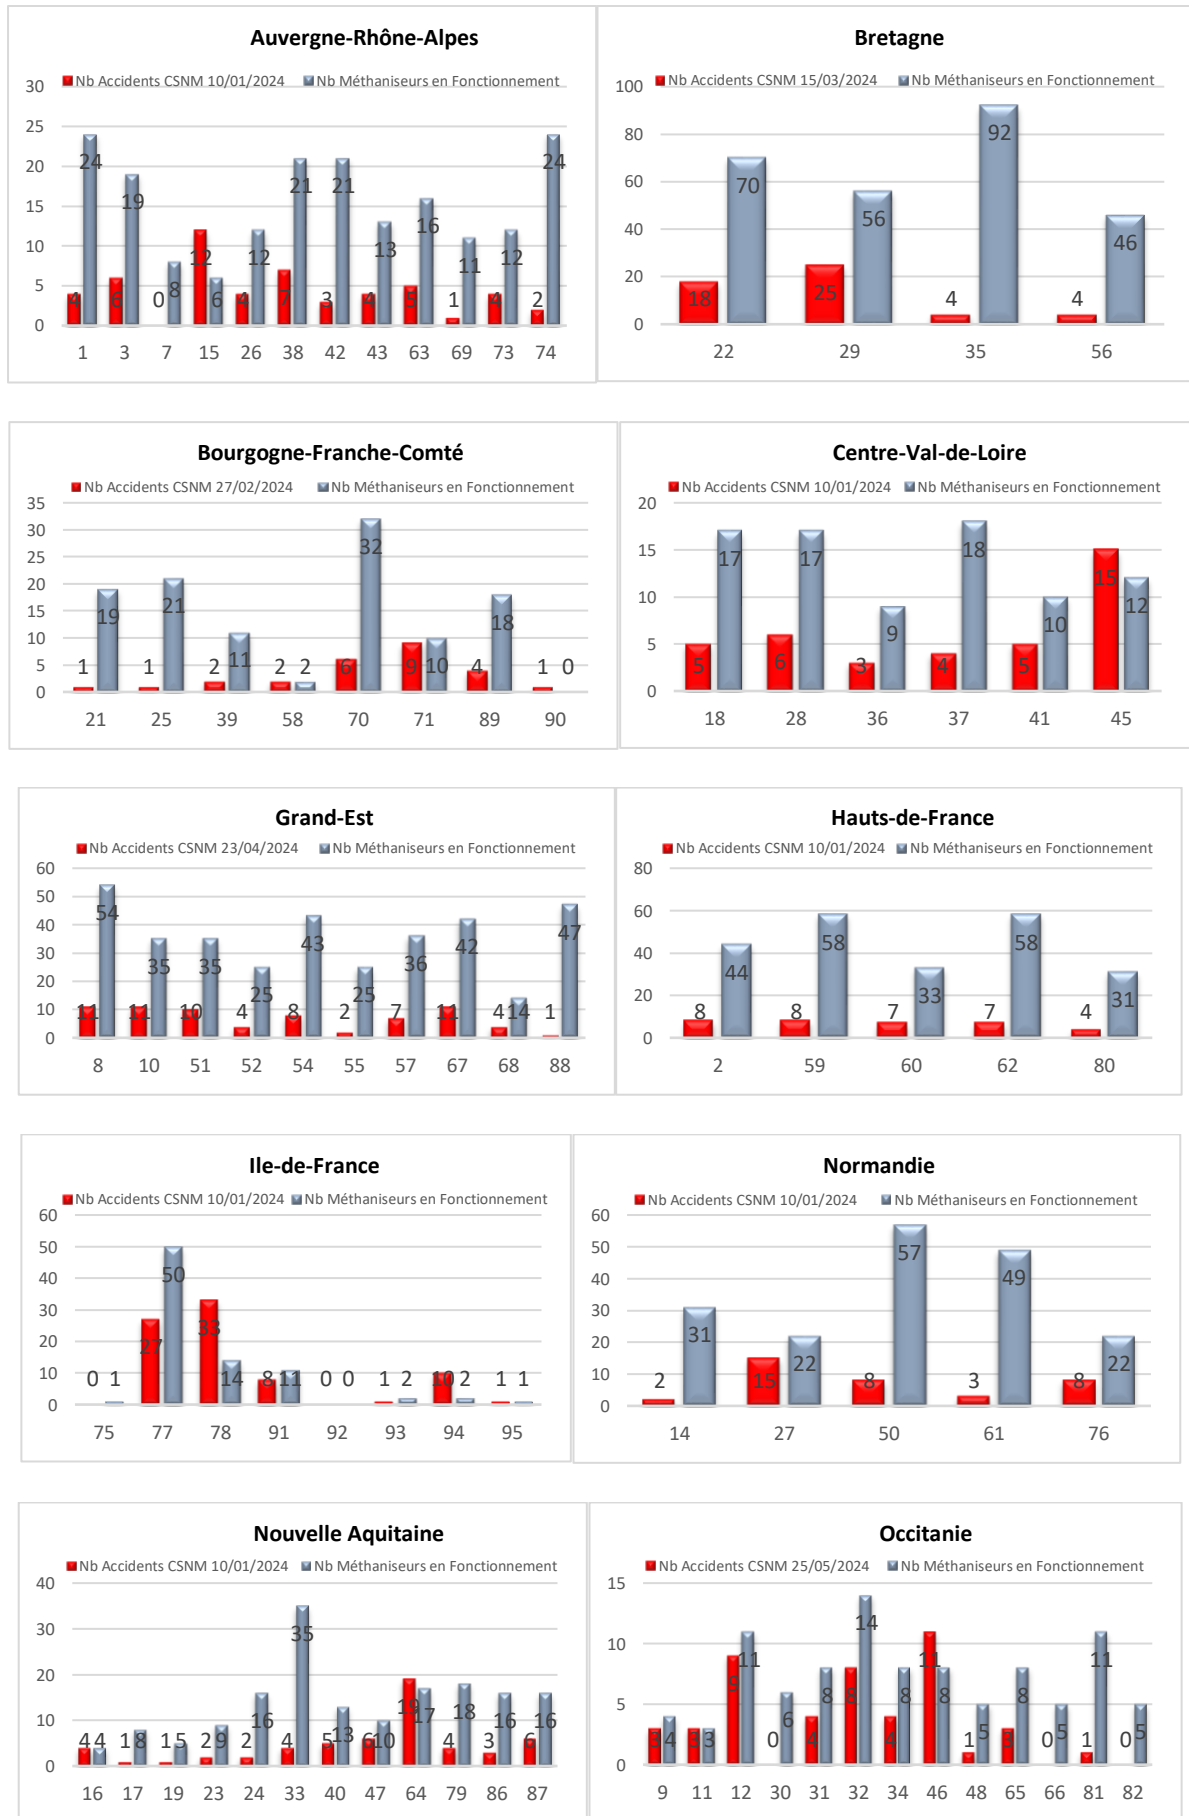 Auvergne-Rhône-Alpes
Nb Accidents CSNM 10/01/2024 Nb Méthaniseurs en Fonctionnement
30
25
20
15
10
5
0
4 24 6 19 0 8 12 6 4 12 7 21 3 21 4 13 5 16 1 11 4 12 2 24
1 3 7 15 26 38 42 43 63 69 73 74
Bretagne
Nb Accidents CSNM 15/03/2024 Nb Méthaniseurs en Fonctionnement
100
80
60
40
20
0
18 70 25 56 4 92 4 46
22 29 35 56
Bourgogne-Franche-Comté
Nb Accidents CSNM 27/02/2024 Nb Méthaniseurs en Fonctionnement
35
30
25
20
15
10
5
0
1 19 1 21 2 11 2 2 6 32 9 10 4 18 1 0
21 25 39 58 70 71 89 90
Centre-Val-de-Loire
Nb Accidents CSNM 10/01/2024 Nb Méthaniseurs en Fonctionnement
20
15
10
5
0
5 17 6 17 3 9 4 18 5 10 15 12
18 28 36 37 41 45
Grand-Est
Nb Accidents CSNM 23/04/2024 Nb Méthaniseurs en Fonctionnement
60
50
40
30
20
10
0
11 54 11 35 10 35 4 25 8 43 2 25 7 36 11 42 4 14 1 47
8 10 51 52 54 55 57 67 68 88
Hauts-de-France
Nb Accidents CSNM 10/01/2024 Nb Méthaniseurs en Fonctionnement
80
60
40
20
0
8 44 8 58 7 33 7 58 4 31
2 59 60 62 80
Ile-de-France
Nb Accidents CSNM 10/01/2024 Nb Méthaniseurs en Fonctionnement
60
50
40
30
20
10
0
0 1 27 50 33 14 8 11 0 0 1 2 10 2 1 1
75 77 78 91 92 93 94 95
Normandie
Nb Accidents CSNM 10/01/2024 Nb Méthaniseurs en Fonctionnement
60
50
40
30
20
10
0
2 31 15 22 8 57 3 49 8 22
14 27 50 61 76
Nouvelle Aquitaine
Nb Accidents CSNM 10/01/2024 Nb Méthaniseurs en Fonctionnement
40
30
20
10
0
4 4 1 8 1 5 2 9 2 16 4 35 5 13 6 10 19 17 4 18 3 16 6 16
16 17 19 23 24 33 40 47 64 79 86 87
Occitanie
Nb Accidents CSNM 25/05/2024 Nb Méthaniseurs en Fonctionnement
15
10
5
0
3 4 3 3 9 11 0 6 4 8 8 14 4 8 11 8 1 5 3 8 0 5 1 11 0 5
9 11 12 30 31 32 34 46 48 65 66 81 82